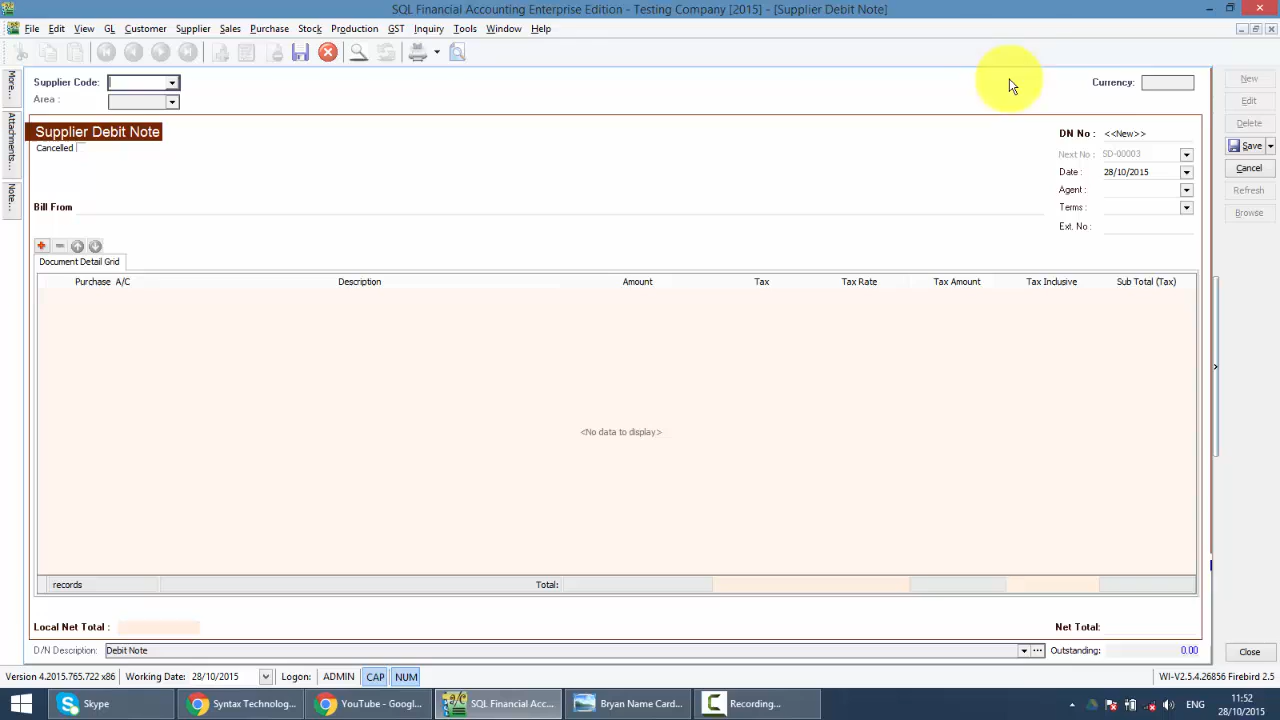 SQL Financial Accounting Enterprise Edition - Testing Company [2015] - [Supplier Debit Note]
File Edit View GL Customer Supplier Sales Purchase Stock Production GST Inquiry Tools Window Help
More...
Attachments...
Note...
Supplier Code:
Area :
Currency:
New
Edit
Delete
Save
Cancel
Refresh
Browse
Supplier Debit Note
Cancelled
DN No : <<New>>
Next No : SD-00003
Date : 28/10/2015
Agent :
Terms :
Ext. No :
Bill From
Document Detail Grid
Purchase A/C Description Amount Tax Tax Rate Tax Amount Tax Inclusive Sub Total (Tax)
<No data to display>
records Total:
Local Net Total : Net Total:
D/N Description: Debit Note Outstanding: 0.00
Close
Version 4.2015.765.722 x86 Working Date: 28/10/2015 Logon: ADMIN CAP NUM WI-V2.5.4.26856 Firebird 2.5
Skype Syntax Technolog... YouTube - Googl... SQL Financial Acc... Bryan Name Card... Recording... ENG 11:52
28/10/2015